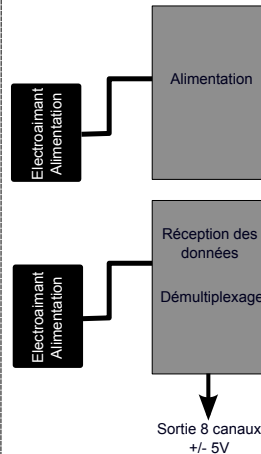 Electroaimant
Alimentation
Alimentation
Electroaimant
Alimentation
Réception des
données
Démultiplexage
Sortie 8 canaux
+/- 5V